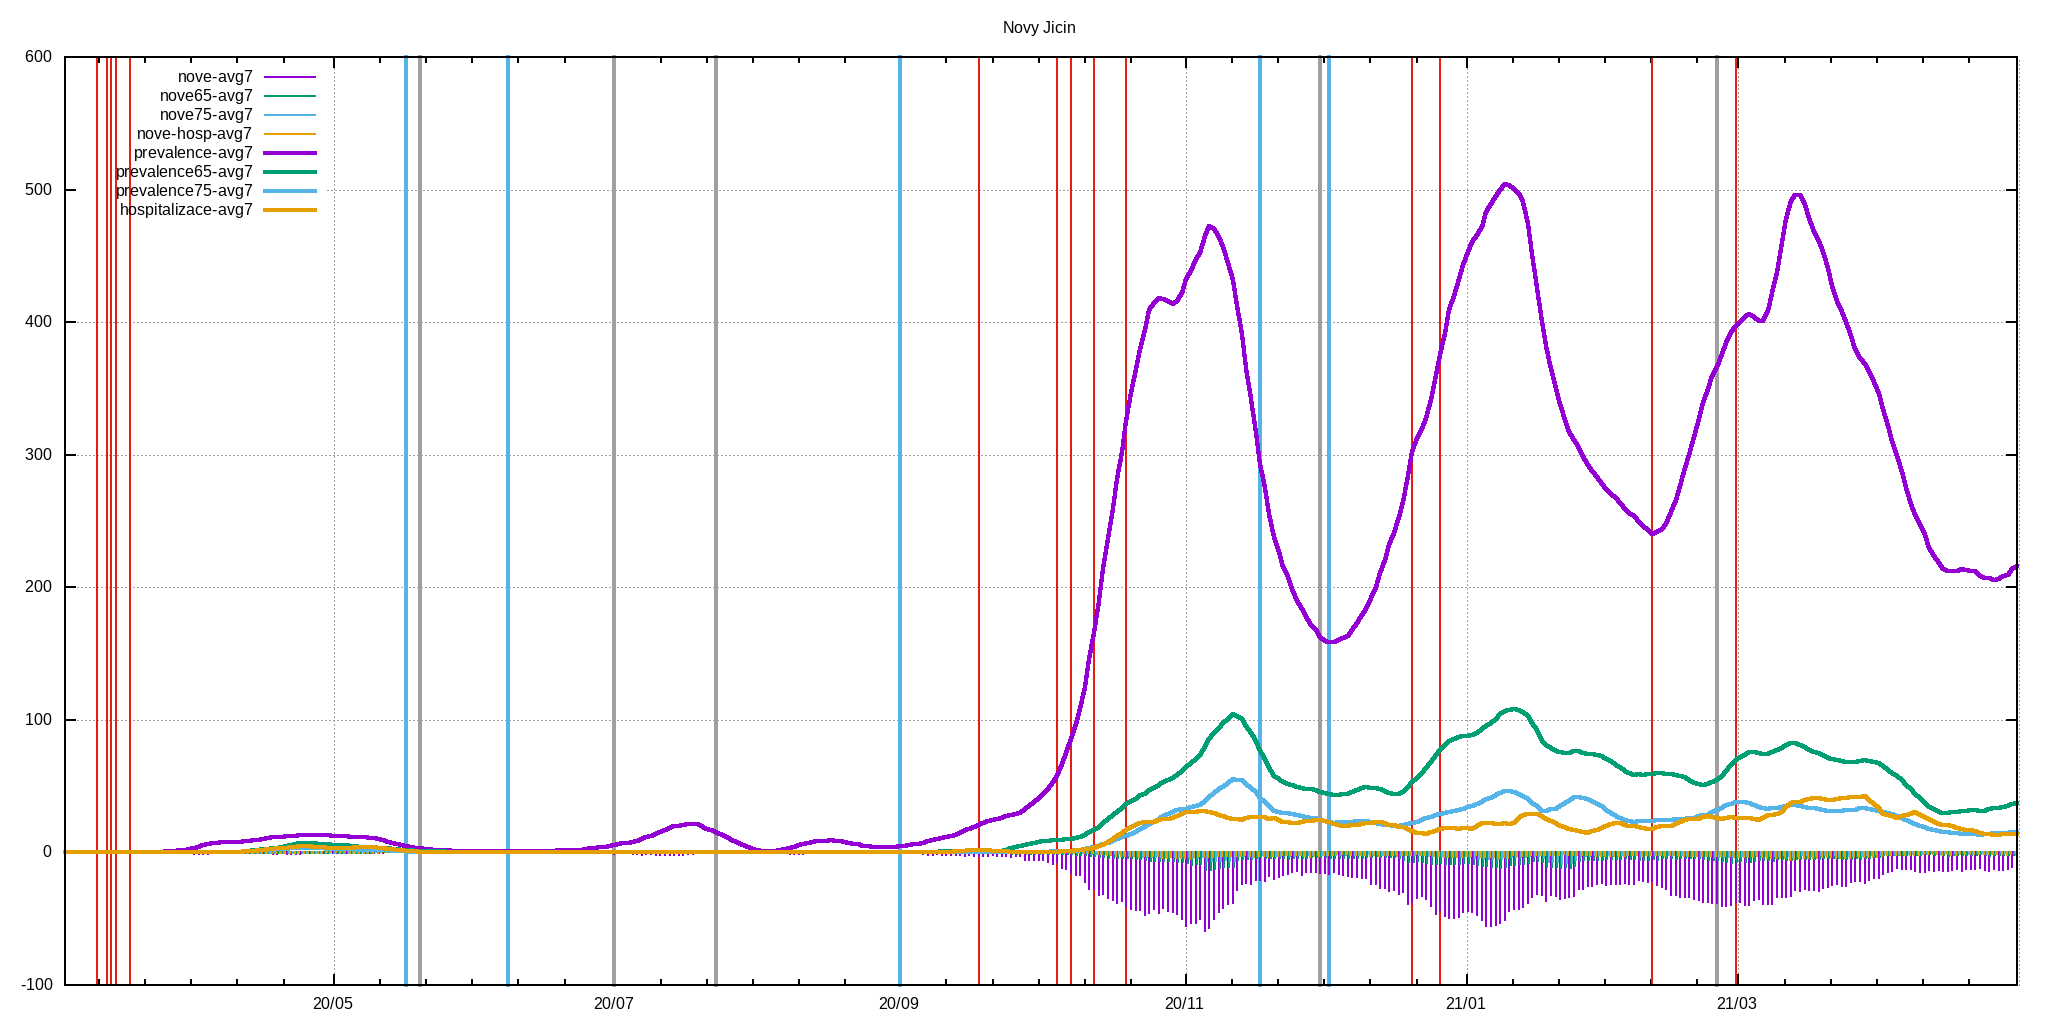 Novy Jicin
600
500
400
300
200
100
0
-100
nove-avg7
nove65-avg7
nove75-avg7
nove-hosp-avg7
prevalence-avg7
prevalence65-avg7
prevalence75-avg7
hospitalizace-avg7
20/05 20/07 20/09 20/11 21/01 21/03